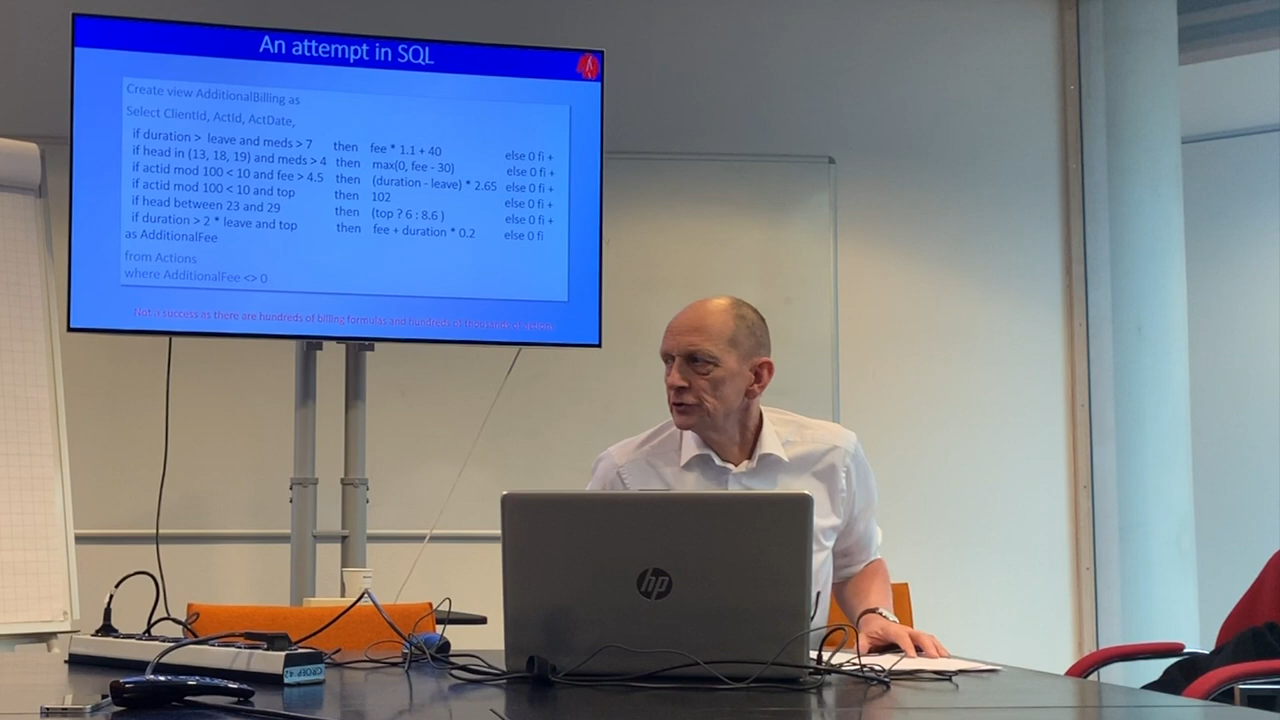 An attempt in SQL
Create view AdditionalBilling as
Select ClientId, ActId, ActDate,
if duration > leave and meds > 7 then fee * 1.1 + 40 else 0 fi +
if head in (13, 18, 19) and meds > 4 then max(0, fee - 30) else 0 fi +
if actid mod 100 < 10 and fee > 4.5 then (duration - leave) * 2.65 else 0 fi +
if actid mod 100 < 10 and top then 102 else 0 fi +
if head between 23 and 29 then (top ? 6 : 8.6 ) else 0 fi +
if duration > 2 * leave and top then fee + duration * 0.2 else 0 fi
as AdditionalFee
from Actions
where AdditionalFee <> 0
Not a success as there are hundreds of billing formulas and hundreds of thousands of actions
hp
GROEP 42